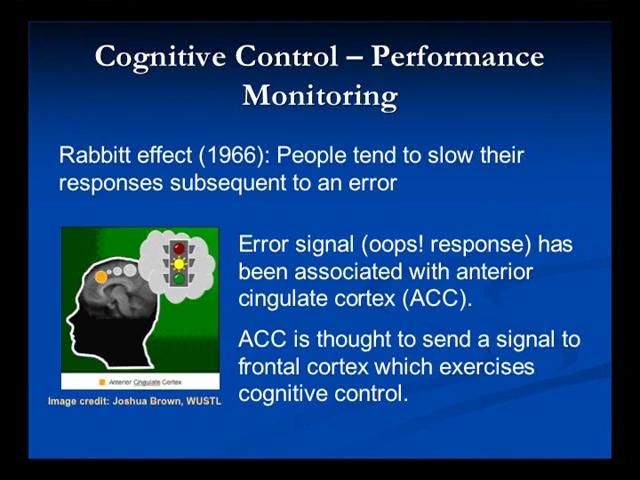 Cognitive Control – Performance
Monitoring
Rabbitt effect (1966): People tend to slow their
responses subsequent to an error
Error signal (oops! response) has
been associated with anterior
cingulate cortex (ACC).
ACC is thought to send a signal to
frontal cortex which exercises
cognitive control.
Anterior Cingulate Cortex
Image credit: Joshua Brown, WUSTL